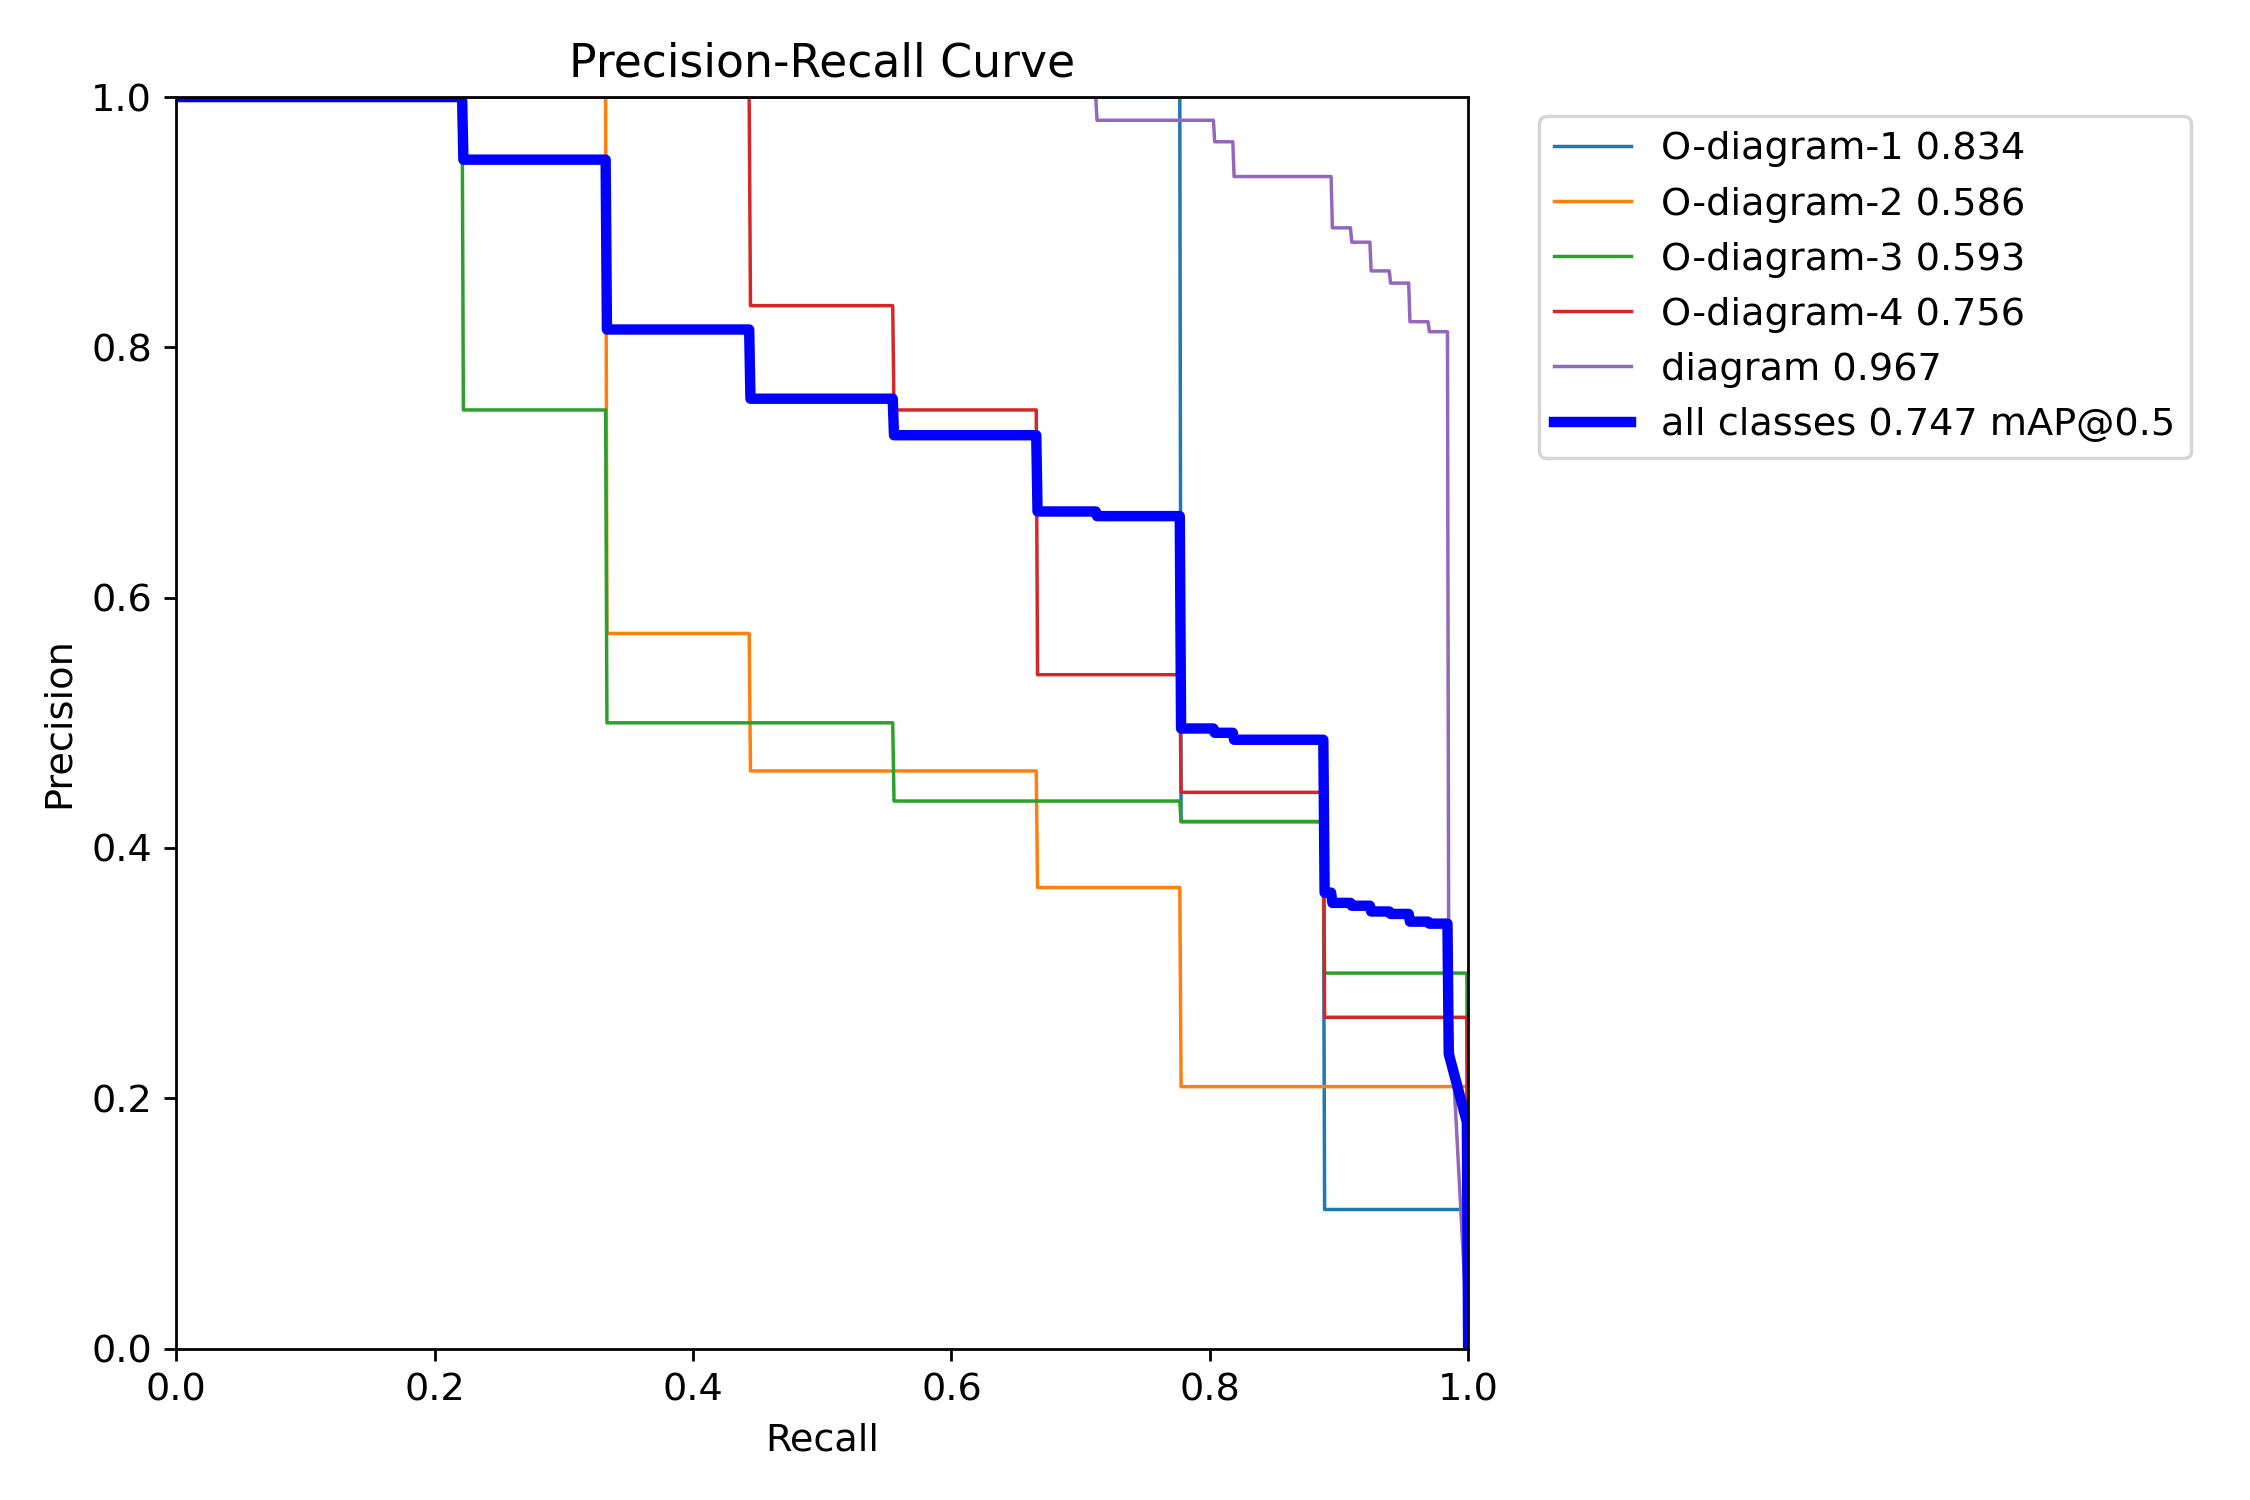 Precision-Recall Curve
1.0
0.8
0.6
0.4
0.2
0.0
Precision
0.0 0.2 0.4 0.6 0.8 1.0
Recall
O-diagram-1 0.834
O-diagram-2 0.586
O-diagram-3 0.593
O-diagram-4 0.756
diagram 0.967
all classes 0.747 mAP@0.5